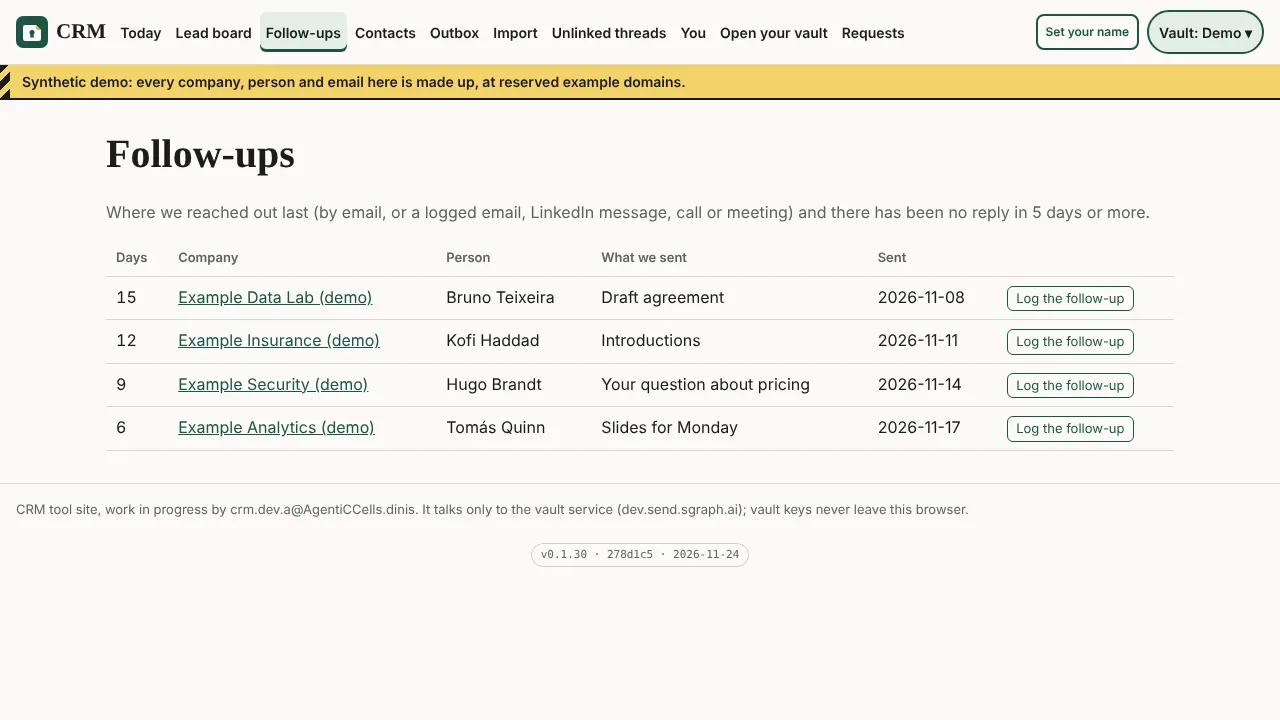 CRM Today Lead board Follow-ups Contacts Outbox Import Unlinked threads You Open your vault Requests Set your name Vault: Demo ▾
Synthetic demo: every company, person and email here is made up, at reserved example domains.
Follow-ups
Where we reached out last (by email, or a logged email, LinkedIn message, call or meeting) and there has been no reply in 5 days or more.
Days Company Person What we sent Sent
15 Example Data Lab (demo) Bruno Teixeira Draft agreement 2026-11-08 Log the follow-up
12 Example Insurance (demo) Kofi Haddad Introductions 2026-11-11 Log the follow-up
9 Example Security (demo) Hugo Brandt Your question about pricing 2026-11-14 Log the follow-up
6 Example Analytics (demo) Tomás Quinn Slides for Monday 2026-11-17 Log the follow-up
CRM tool site, work in progress by crm.dev.a@AgentiCCells.dinis. It talks only to the vault service (dev.send.sgraph.ai); vault keys never leave this browser.
v0.1.30 · 278d1c5 · 2026-11-24